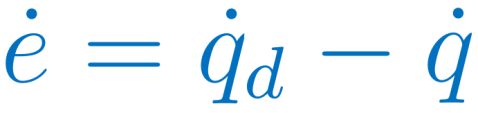 ė = q̇_d − q̇